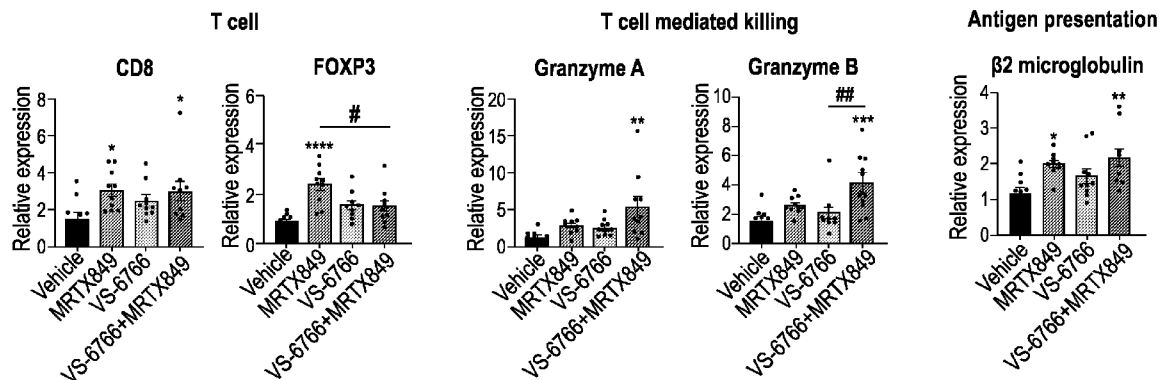 T cell
T cell mediated killing
Antigen presentation
CD8
Relative expression
8
6
4
2
0
*
*
Vehicle
MRTX849
VS-6766
VS-6766+MRTX849
FOXP3
Relative expression
6
4
2
0
****
#
Vehicle
MRTX849
VS-6766
VS-6766+MRTX849
Granzyme A
Relative expression
20
15
10
5
0
**
Vehicle
MRTX849
VS-6766
VS-6766+MRTX849
Granzyme B
Relative expression
10
8
6
4
2
0
##
***
Vehicle
MRTX849
VS-6766
VS-6766+MRTX849
β2 microglobulin
Relative expression
4
3
2
1
0
*
**
Vehicle
MRTX849
VS-6766
VS-6766+MRTX849